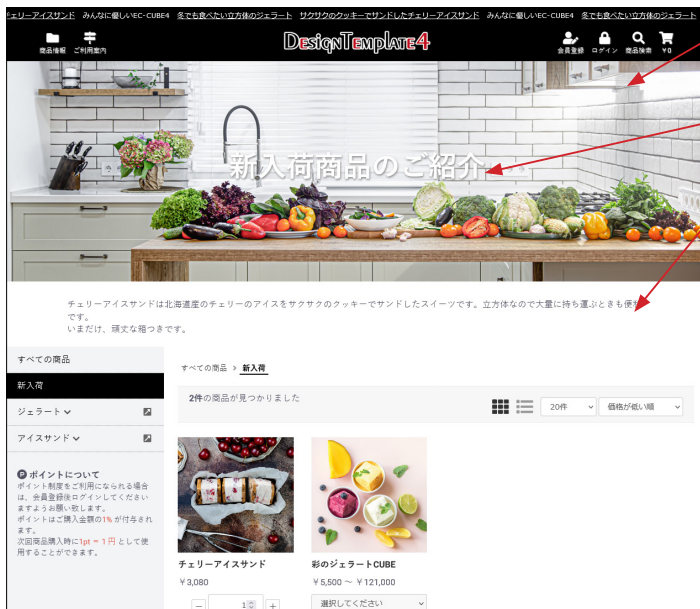 チェリーアイスサンド みんなに優しいEC-CUBE4 冬でも食べたい立方体のジェラート サクサクのクッキーでサンドしたチェリーアイスサンド みんなに優しいEC-CUBE4 冬でも食べたい立方体のジェラート
商品情報 ご利用案内 DesignTemplate4 会員登録 ログイン 商品検索 ￥0
新入荷商品のご紹介
チェリーアイスサンドは北海道産のチェリーのアイスをサクサクのクッキーでサンドしたスイーツです。立方体なので大量に持ち運ぶときも便利
です。
いまだけ、頑丈な箱つきです。
すべての商品
新入荷
ジェラート
アイスサンド
P ポイントについて
ポイント制度をご利用になられる場合
は、会員登録後ログインしてください
ますようお願い致します。
ポイントはご購入金額の1% が付与され
ます。
次回商品購入時に1pt = 1 円 として使
用することができます。
すべての商品 > 新入荷
2件の商品が見つかりました
20件 価格が低い順
チェリーアイスサンド
￥3,080
− 1 +
彩のジェラートCUBE
￥5,500 ～ ￥121,000
選択してください